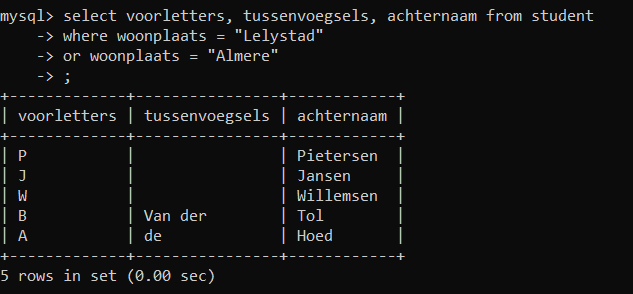 mysql> select voorletters, tussenvoegsels, achternaam from student
    -> where woonplaats = "Lelystad"
    -> or woonplaats = "Almere"
    -> ;
+-------------+----------------+------------+
| voorletters | tussenvoegsels | achternaam |
+-------------+----------------+------------+
| P           |                | Pietersen  |
| J           |                | Jansen     |
| W           |                | Willemsen  |
| B           | Van der        | Tol        |
| A           | de             | Hoed       |
+-------------+----------------+------------+
5 rows in set (0.00 sec)